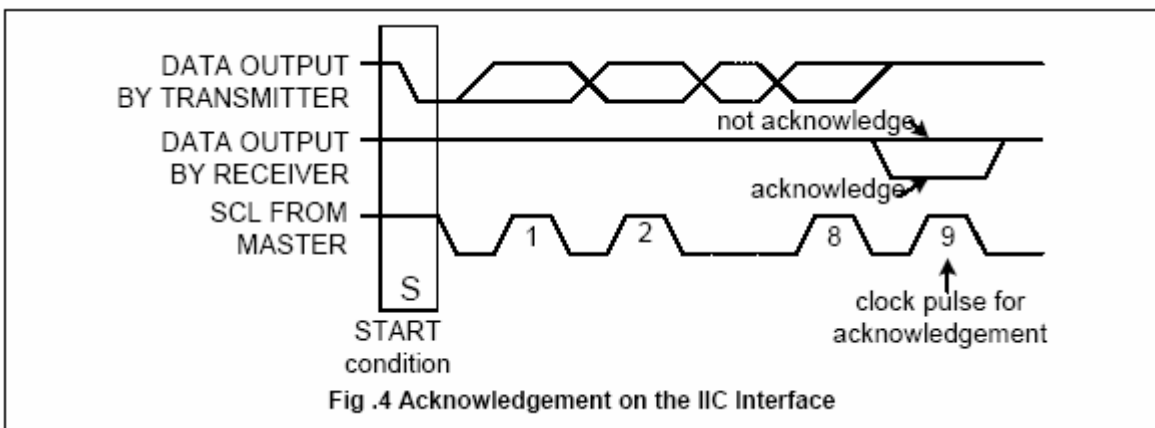 DATA OUTPUT
BY TRANSMITTER
not acknowledge
DATA OUTPUT
BY RECEIVER
acknowledge
SCL FROM
MASTER
1
2
8
9
S
START
condition
clock pulse for
acknowledgement
Fig .4 Acknowledgement on the IIC Interface